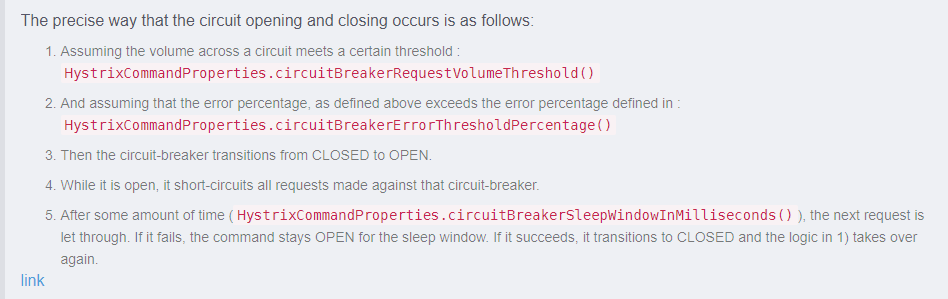 The precise way that the circuit opening and closing occurs is as follows:
1. Assuming the volume across a circuit meets a certain threshold :
HystrixCommandProperties.circuitBreakerRequestVolumeThreshold()
2. And assuming that the error percentage, as defined above exceeds the error percentage defined in :
HystrixCommandProperties.circuitBreakerErrorThresholdPercentage()
3. Then the circuit-breaker transitions from CLOSED to OPEN.
4. While it is open, it short-circuits all requests made against that circuit-breaker.
5. After some amount of time ( HystrixCommandProperties.circuitBreakerSleepWindowInMilliseconds() ), the next request is
let through. If it fails, the command stays OPEN for the sleep window. If it succeeds, it transitions to CLOSED and the logic in 1) takes over
again.
link